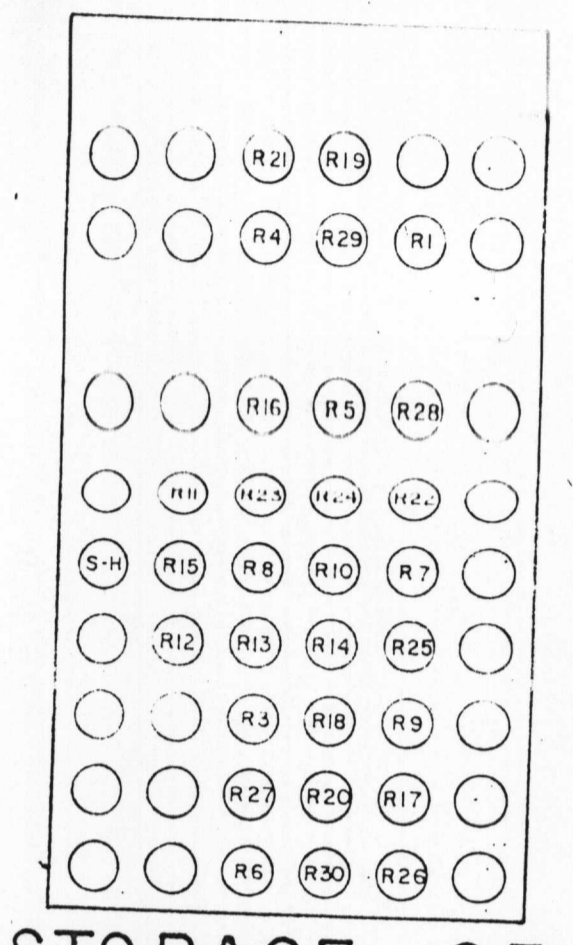 R21 R19
R4 R29 R1
R16 R5 R28
R11 R23 R24 R22
S-H R15 R8 R10 R7
R12 R13 R14 R25
R3 R18 R9
R27 R20 R17
R6 R30 R26
STORAGE